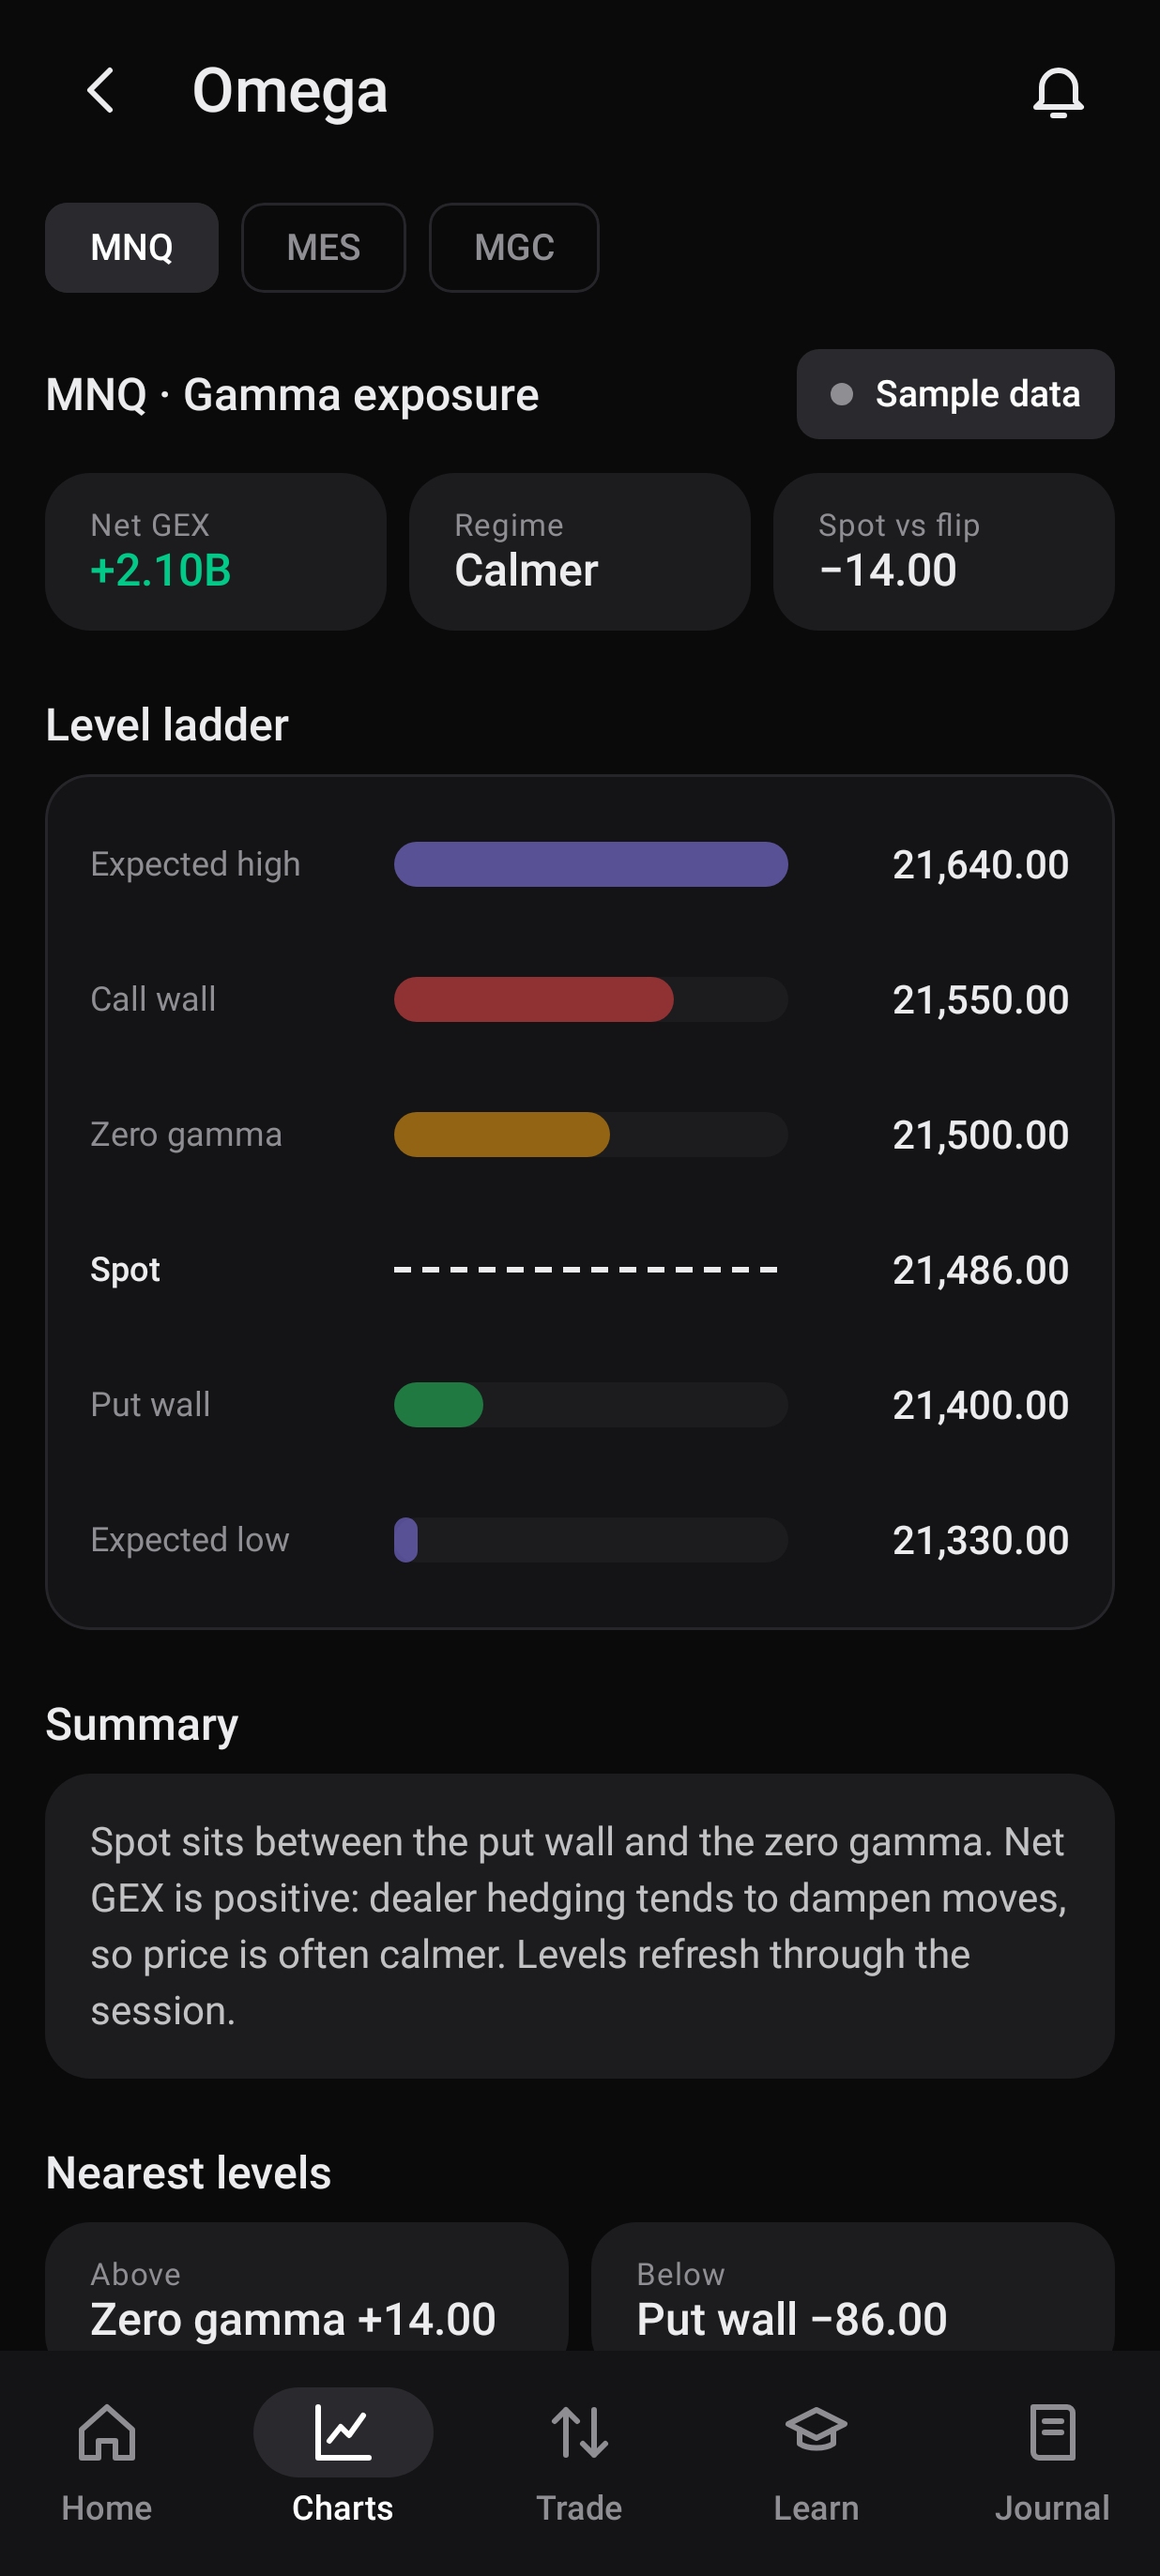 Omega
MNQ
MES
MGC
MNQ · Gamma exposure
Sample data
Net GEX
+2.10B
Regime
Calmer
Spot vs flip
−14.00
Level ladder
Expected high
21,640.00
Call wall
21,550.00
Zero gamma
21,500.00
Spot
21,486.00
Put wall
21,400.00
Expected low
21,330.00
Summary
Spot sits between the put wall and the zero gamma. Net
GEX is positive: dealer hedging tends to dampen moves,
so price is often calmer. Levels refresh through the
session.
Nearest levels
Above
Zero gamma +14.00
Below
Put wall −86.00
Home
Charts
Trade
Learn
Journal